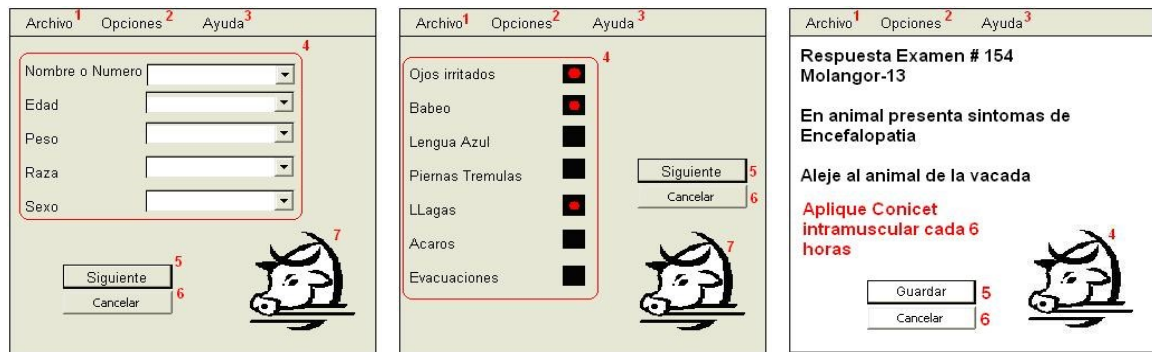 Archivo 1 Opciones 2 Ayuda 3
4
Nombre o Numero
Edad
Peso
Raza
Sexo
7
Siguiente 5
Cancelar 6
Archivo 1 Opciones 2 Ayuda 3
4
Ojos irritados
Babeo
Lengua Azul
Piernas Tremulas
LLagas
Acaros
Evacuaciones
Siguiente 5
Cancelar 6
7
Archivo 1 Opciones 2 Ayuda 3
Respuesta Examen # 154
Molangor-13
En animal presenta sintomas de
Encefalopatia
Aleje al animal de la vacada
Aplique Conicet
intramuscular cada 6
horas
4
Guardar 5
Cancelar 6